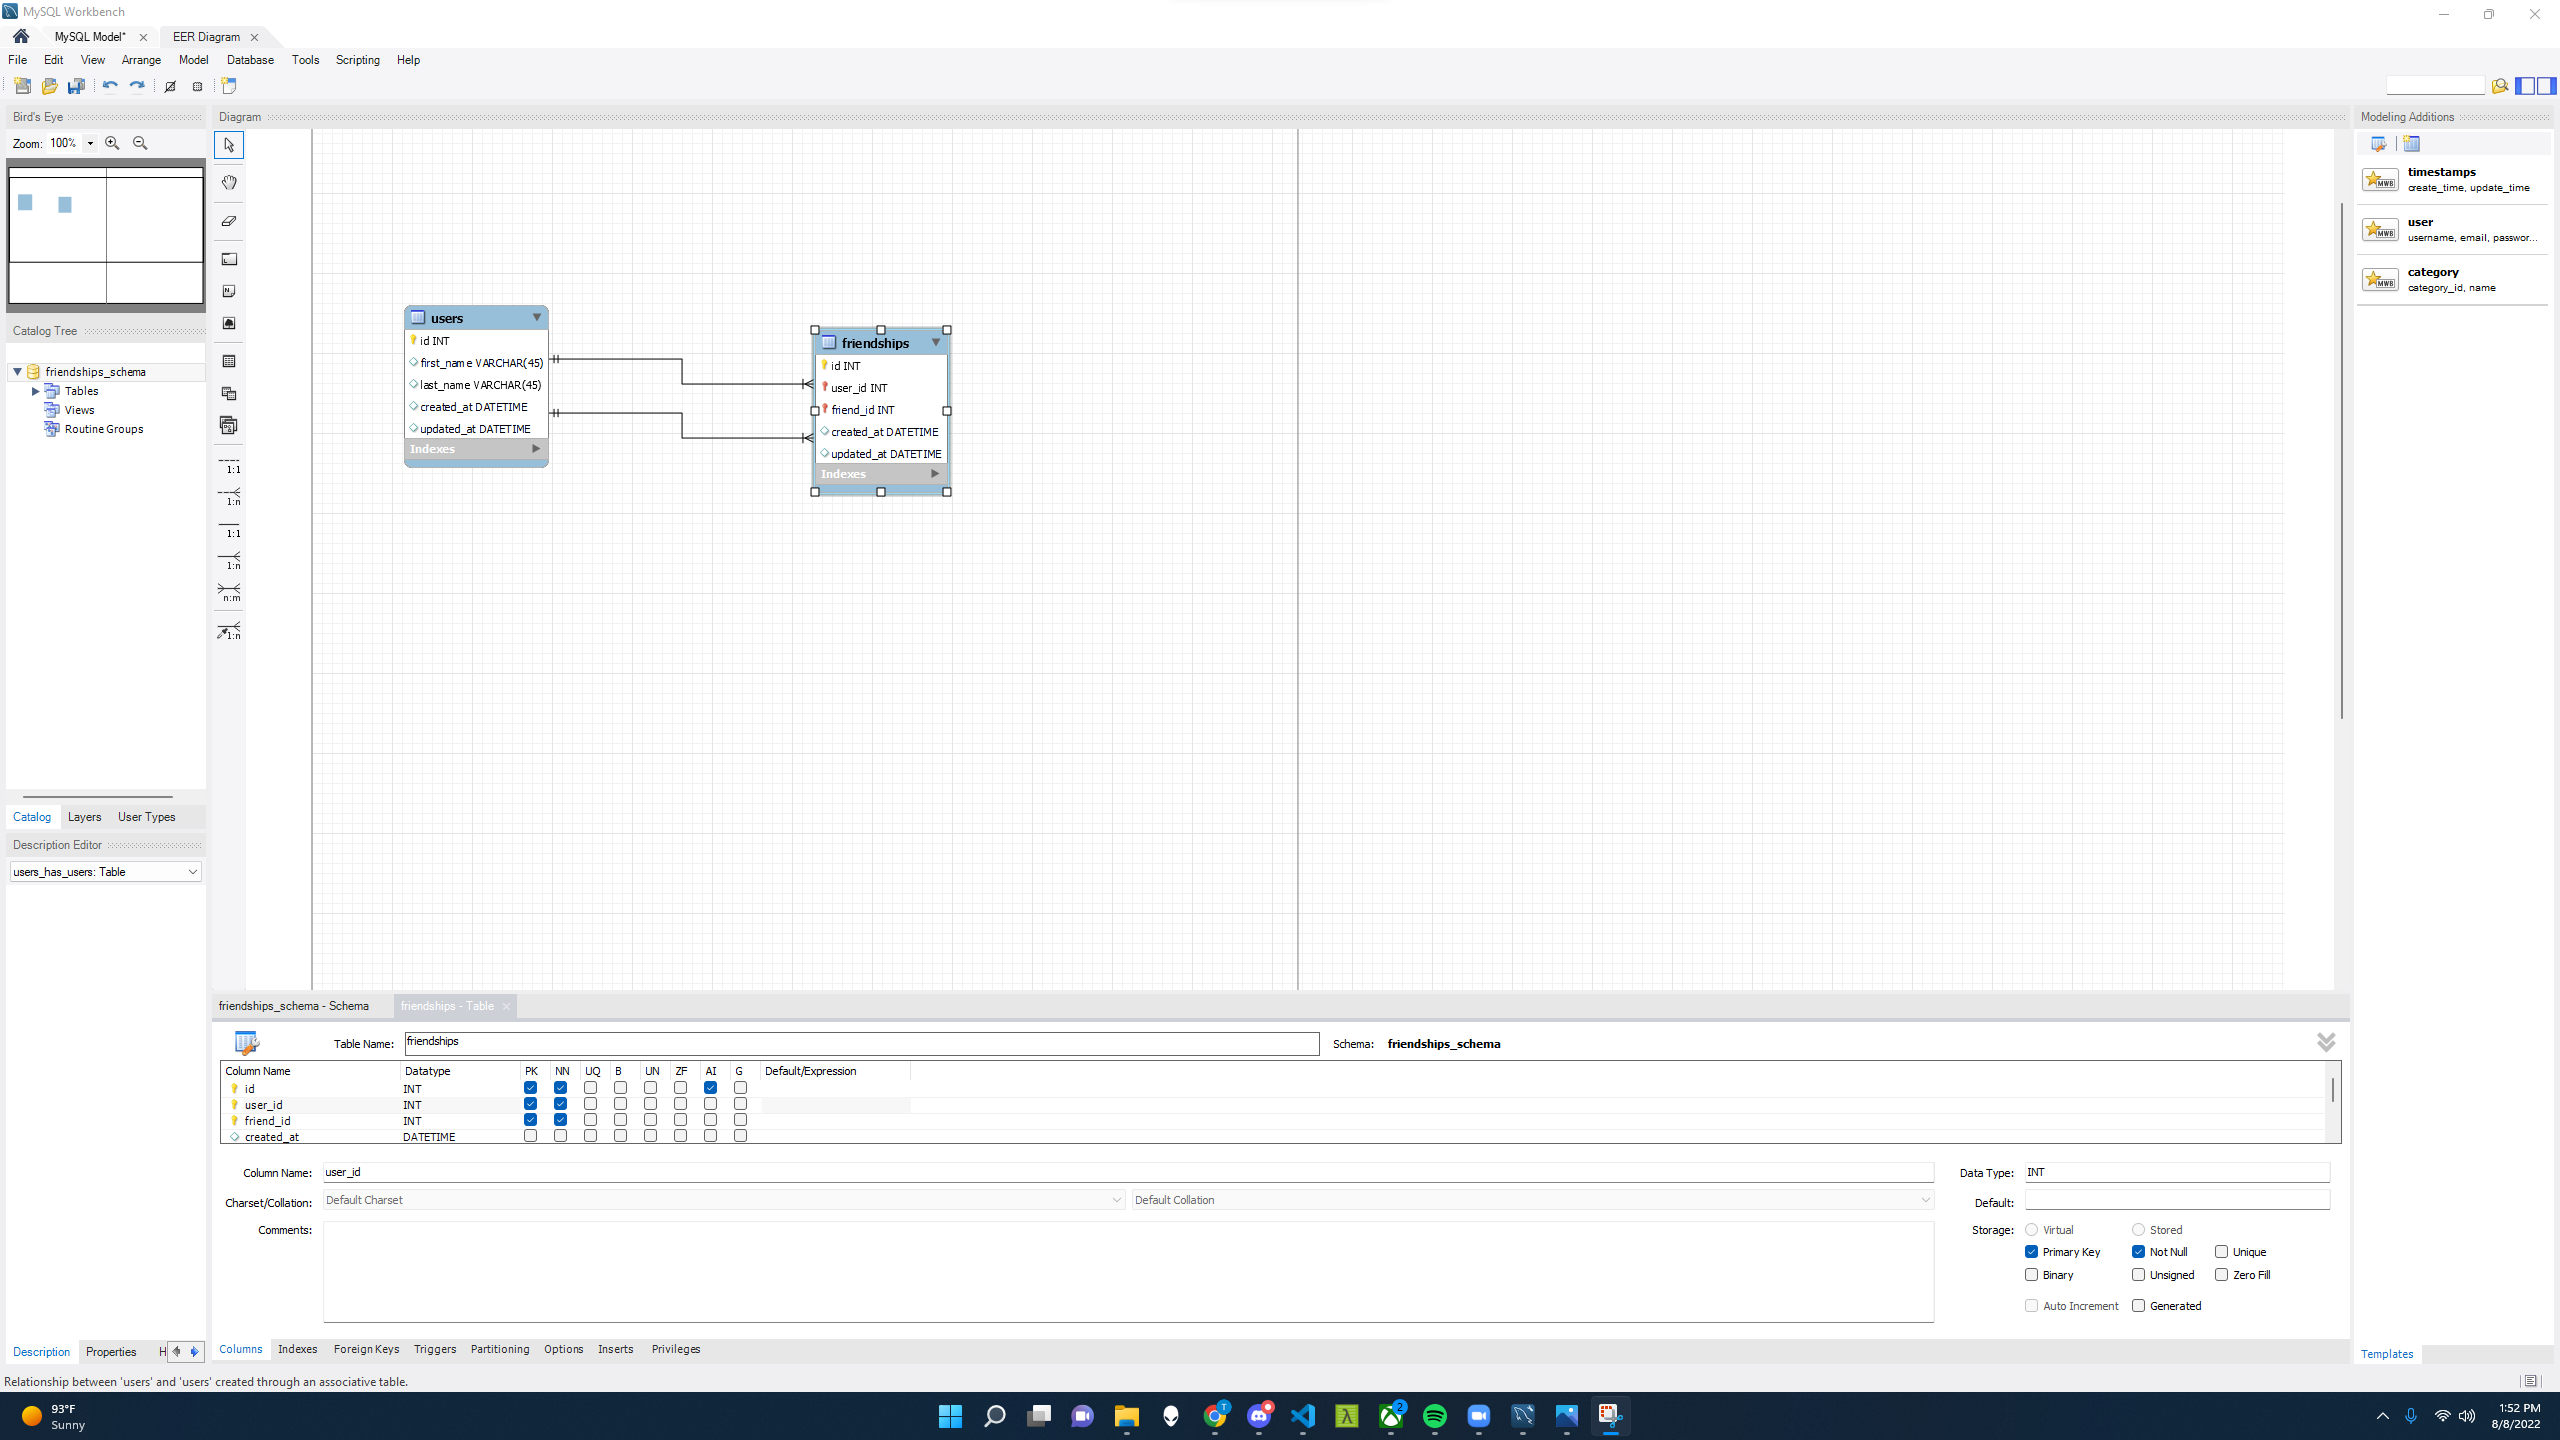 MySQL Workbench
MySQL Model* EER Diagram
File Edit View Arrange Model Database Tools Scripting Help
Bird's Eye
Zoom: 100%
Catalog Tree
friendships_schema
Tables
Views
Routine Groups
Catalog Layers User Types
Description Editor
users_has_users: Table
Description Properties H
Diagram
1:1
1:n
1:1
1:n
n:m
1:n
users
id INT
first_name VARCHAR(45)
last_name VARCHAR(45)
created_at DATETIME
updated_at DATETIME
Indexes
friendships
id INT
user_id INT
friend_id INT
created_at DATETIME
updated_at DATETIME
Indexes
Modeling Additions
timestamps
create_time, update_time
user
username, email, passwor...
category
category_id, name
Templates
friendships_schema - Schema friendships - Table
Table Name: friendships Schema: friendships_schema
Column Name Datatype PK NN UQ B UN ZF AI G Default/Expression
id INT
user_id INT
friend_id INT
created_at DATETIME
Column Name: user_id Data Type: INT
Charset/Collation: Default Charset Default Collation Default:
Comments: Storage: Virtual Stored
Primary Key Not Null Unique
Binary Unsigned Zero Fill
Auto Increment Generated
Columns Indexes Foreign Keys Triggers Partitioning Options Inserts Privileges
Relationship between 'users' and 'users' created through an associative table.
93°F
Sunny
T
2
1:52 PM
8/8/2022